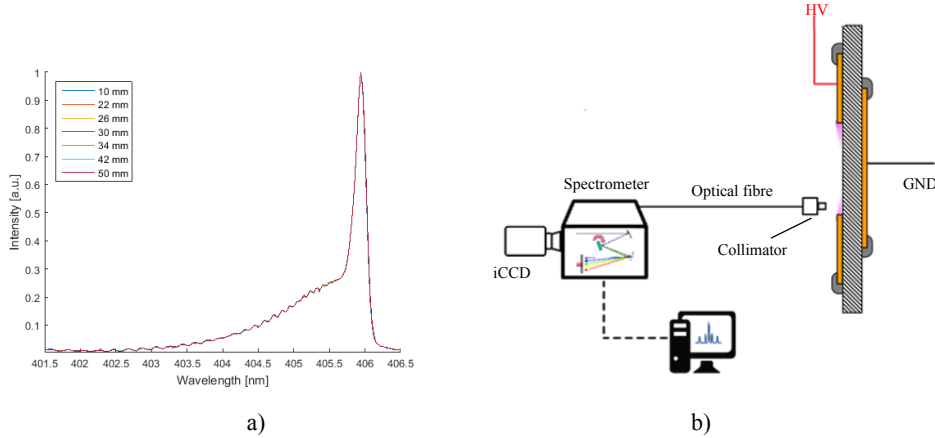 1
0.9
0.8
0.7
0.6
0.5
0.4
0.3
0.2
0.1
Intensity [a.u.]
10 mm
22 mm
26 mm
30 mm
34 mm
42 mm
50 mm
401.5 402 402.5 403 403.5 404 404.5 405 405.5 406 406.5
Wavelength [nm]
a)
HV
Spectrometer
Optical fibre
GND
Collimator
iCCD
b)